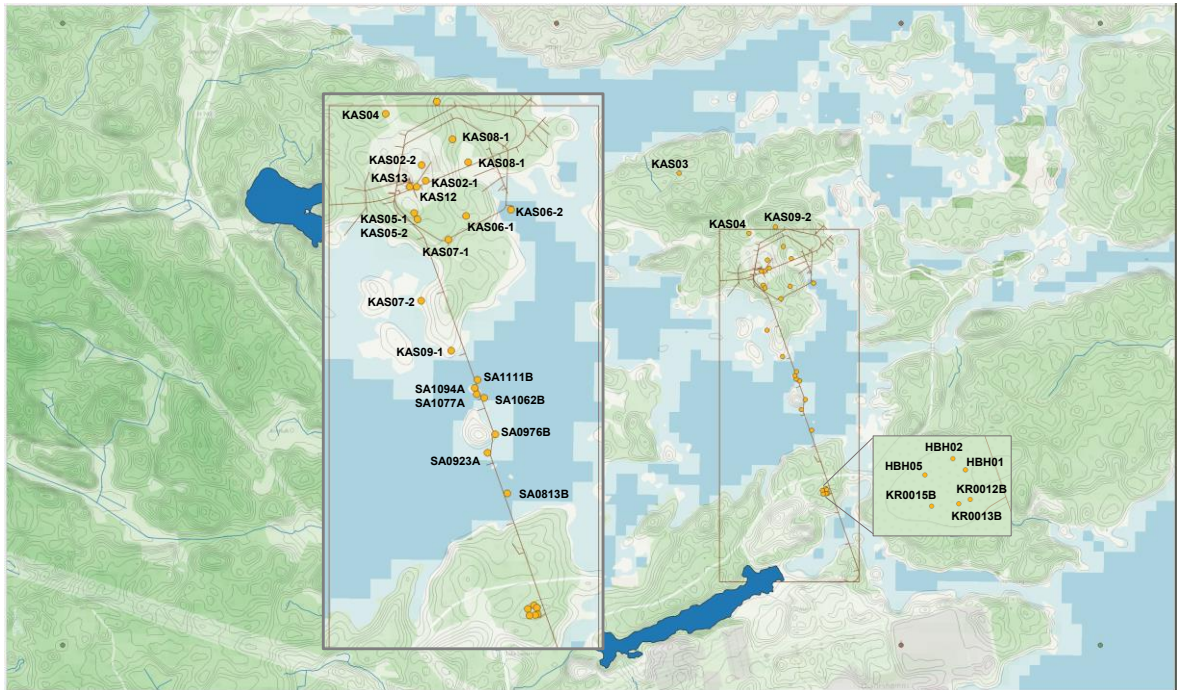 KAS04
KAS08-1
KAS02-2
KAS08-1
KAS13
KAS02-1
KAS12
KAS05-1
KAS06-2
KAS05-2
KAS06-1
KAS07-1
KAS07-2
KAS09-1
SA1111B
SA1094A
SA1077A
SA1062B
SA0976B
SA0923A
SA0813B
KAS03
KAS04
KAS09-2
HBH02
HBH05
HBH01
KR0015B
KR0012B
KR0013B